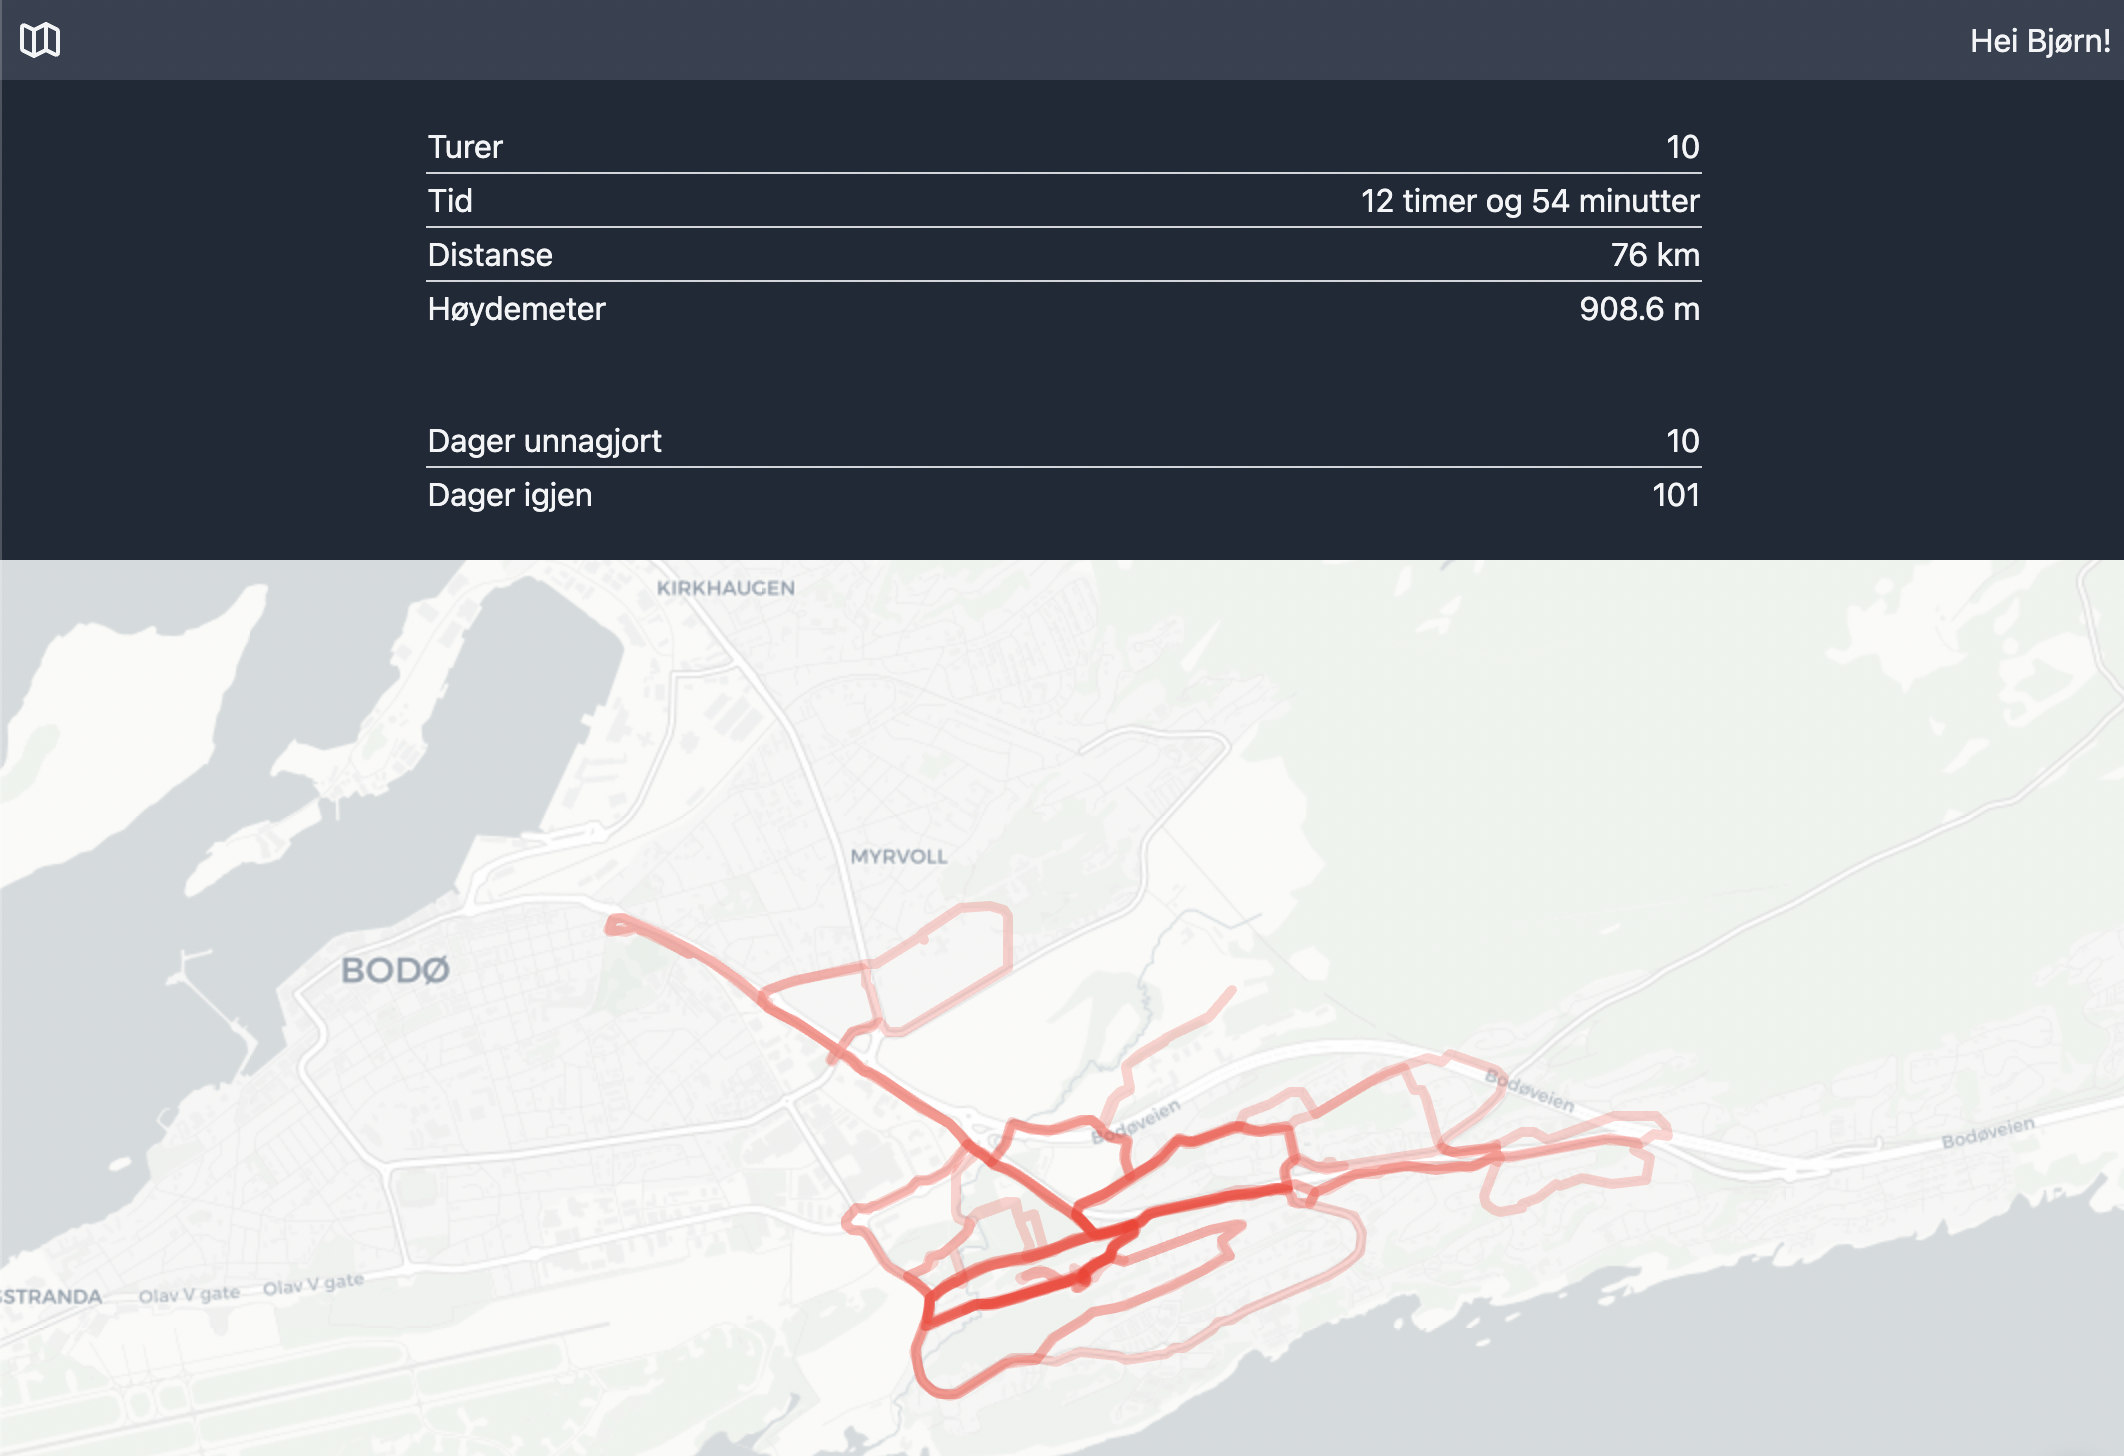 Hei Bjørn!
Turer 10
Tid 12 timer og 54 minutter
Distanse 76 km
Høydemeter 908.6 m
Dager unnagjort 10
Dager igjen 101
KIRKHAUGEN
MYRVOLL
BODØ
Bodøveien
Bodøveien
Bodøveien
GSTRANDA
Olav V gate
Olav V gate